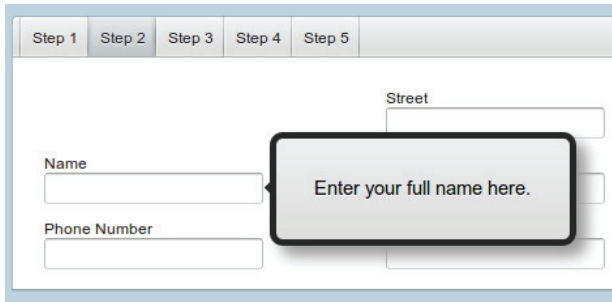 Step 1 Step 2 Step 3 Step 4 Step 5
Street
Name
Enter your full name here.
Phone Number